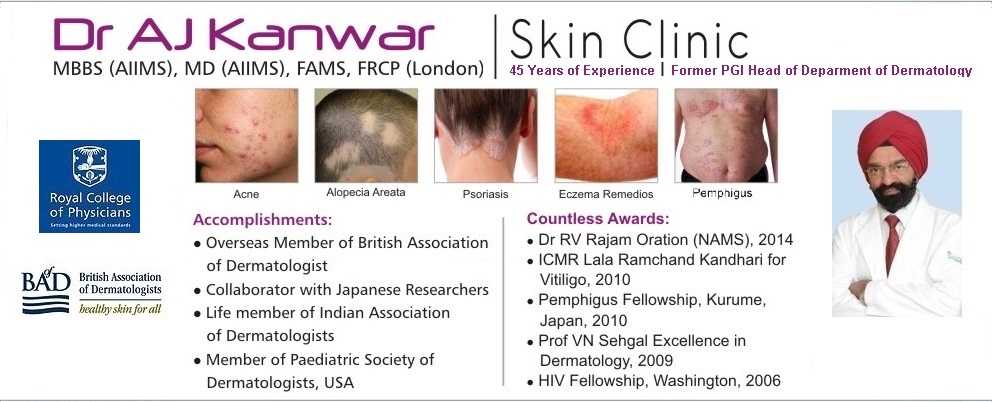 Dr AJ Kanwar
MBBS (AIIMS), MD (AIIMS), FAMS, FRCP (London)
Skin Clinic
45 Years of Experience | Former PGI Head of Deparment of Dermatology
Acne
Alopecia Areata
Psoriasis
Eczema Remedios
Pemphigus
Royal College
of Physicians
Setting higher medical standards
BAD
of
British Association
of Dermatologists
healthy skin for all
Accomplishments:
• Overseas Member of British Association
of Dermatologist
• Collaborator with Japanese Researchers
• Life member of Indian Association
of Dermatologists
• Member of Paediatric Society of
Dermatologists, USA
Countless Awards:
• Dr RV Rajam Oration (NAMS), 2014
• ICMR Lala Ramchand Kandhari for
Vitiligo, 2010
• Pemphigus Fellowship, Kurume,
Japan, 2010
• Prof VN Sehgal Excellence in
Dermatology, 2009
• HIV Fellowship, Washington, 2006